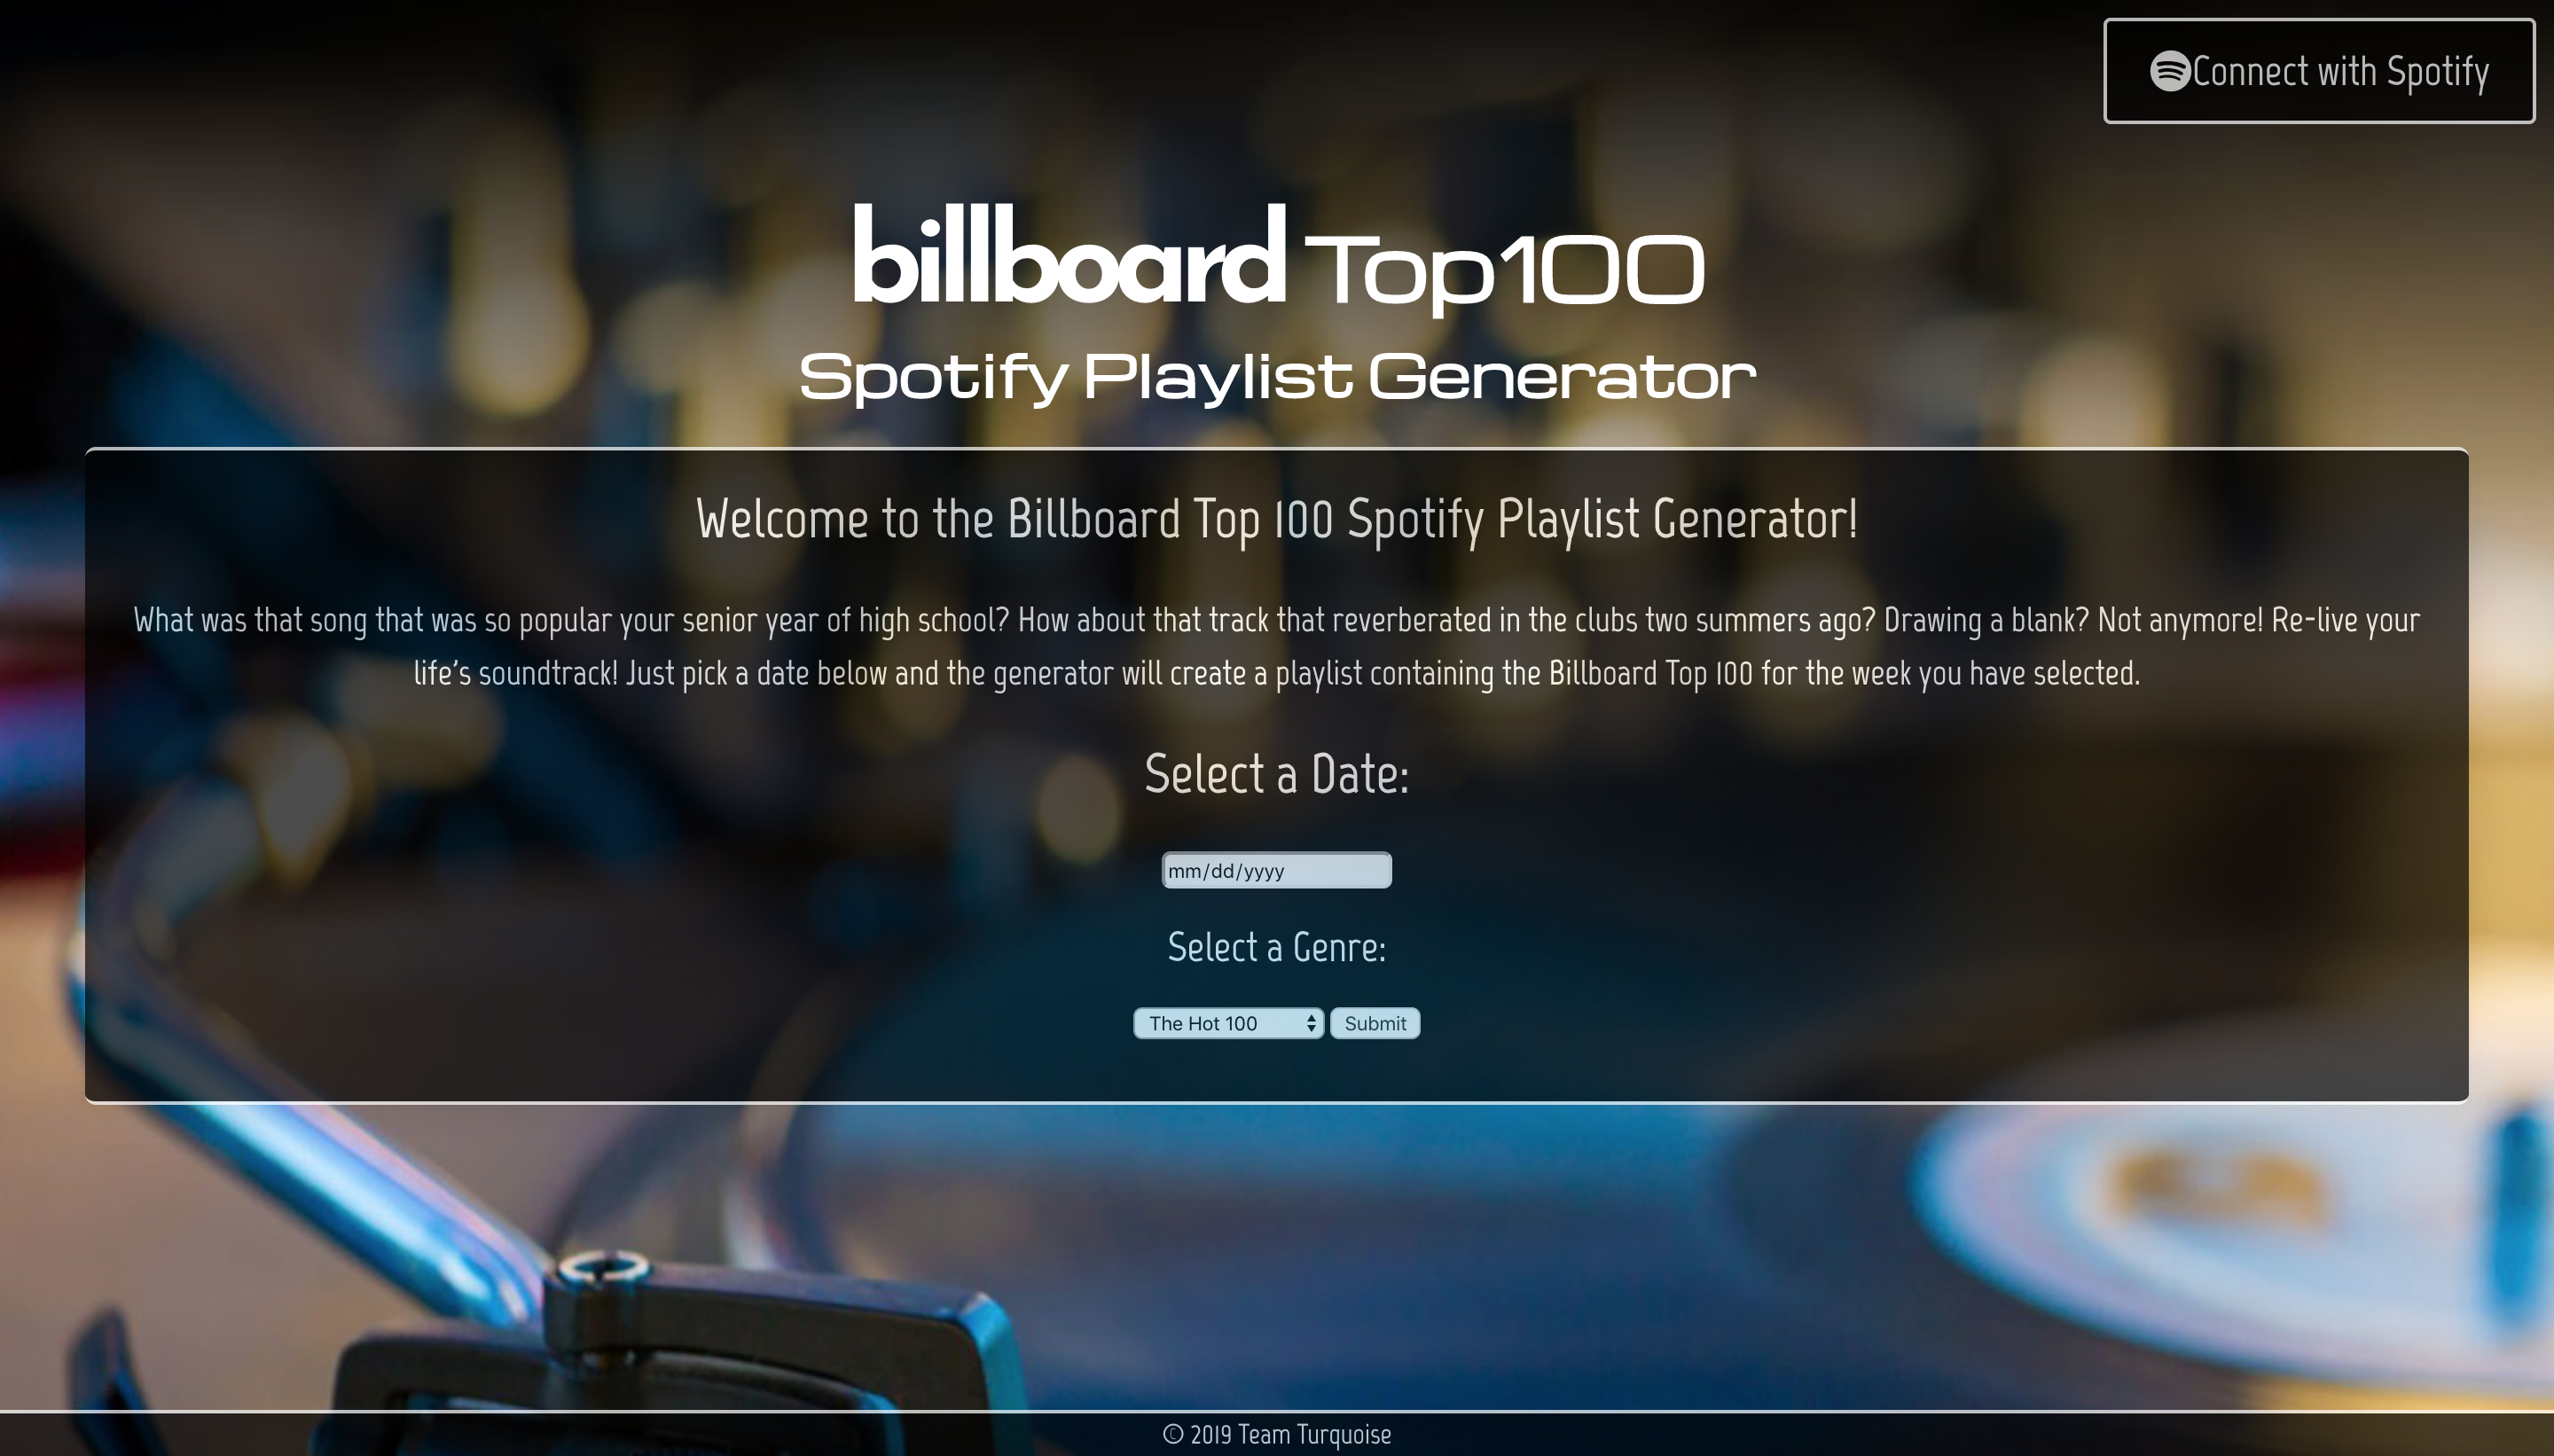 Connect with Spotify
billboard Top100
Spotify Playlist Generator
Welcome to the Billboard Top 100 Spotify Playlist Generator!
What was that song that was so popular your senior year of high school? How about that track that reverberated in the clubs two summers ago? Drawing a blank? Not anymore! Re-live your
life's soundtrack! Just pick a date below and the generator will create a playlist containing the Billboard Top 100 for the week you have selected.
Select a Date:
mm/dd/yyyy
Select a Genre:
The Hot 100 Submit
© 2019 Team Turquoise